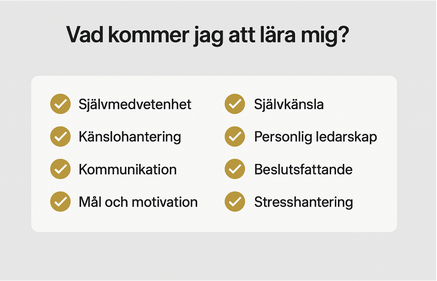 Vad kommer jag att lära mig?
Självmedvetenhet
Känslohantering
Kommunikation
Mål och motivation
Självkänsla
Personlig ledarskap
Beslutsfattande
Stresshantering